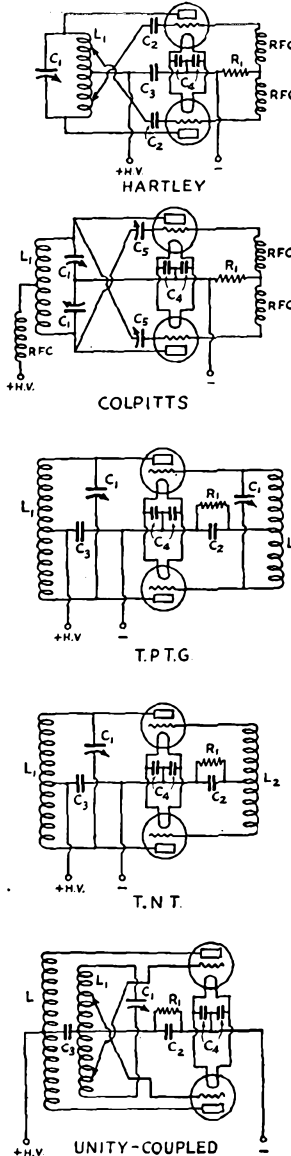 L1
C1
C2
C3
C4
R1
RFC
RFC
C2
+H.V.
−
HARTLEY
L1
C1
C1
C5
C4
C5
R1
RFC
RFC
RFC
+H.V.
−
COLPITTS
L1
C1
C3
C4
R1
C2
C1
L
+H.V.
−
T.P.T.G.
L1
C1
C3
C4
R1
C2
L2
+H.V.
−
T.N.T.
L
L1
C1
C3
R1
C2
C4
+H.V.
−
UNITY-COUPLED